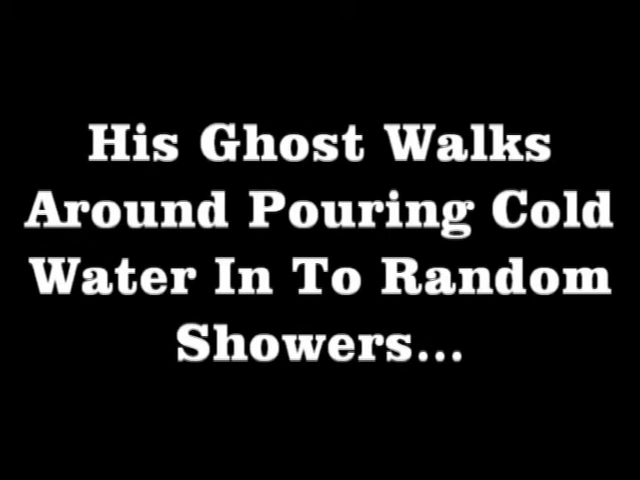 His Ghost Walks
Around Pouring Cold
Water In To Random
Showers...